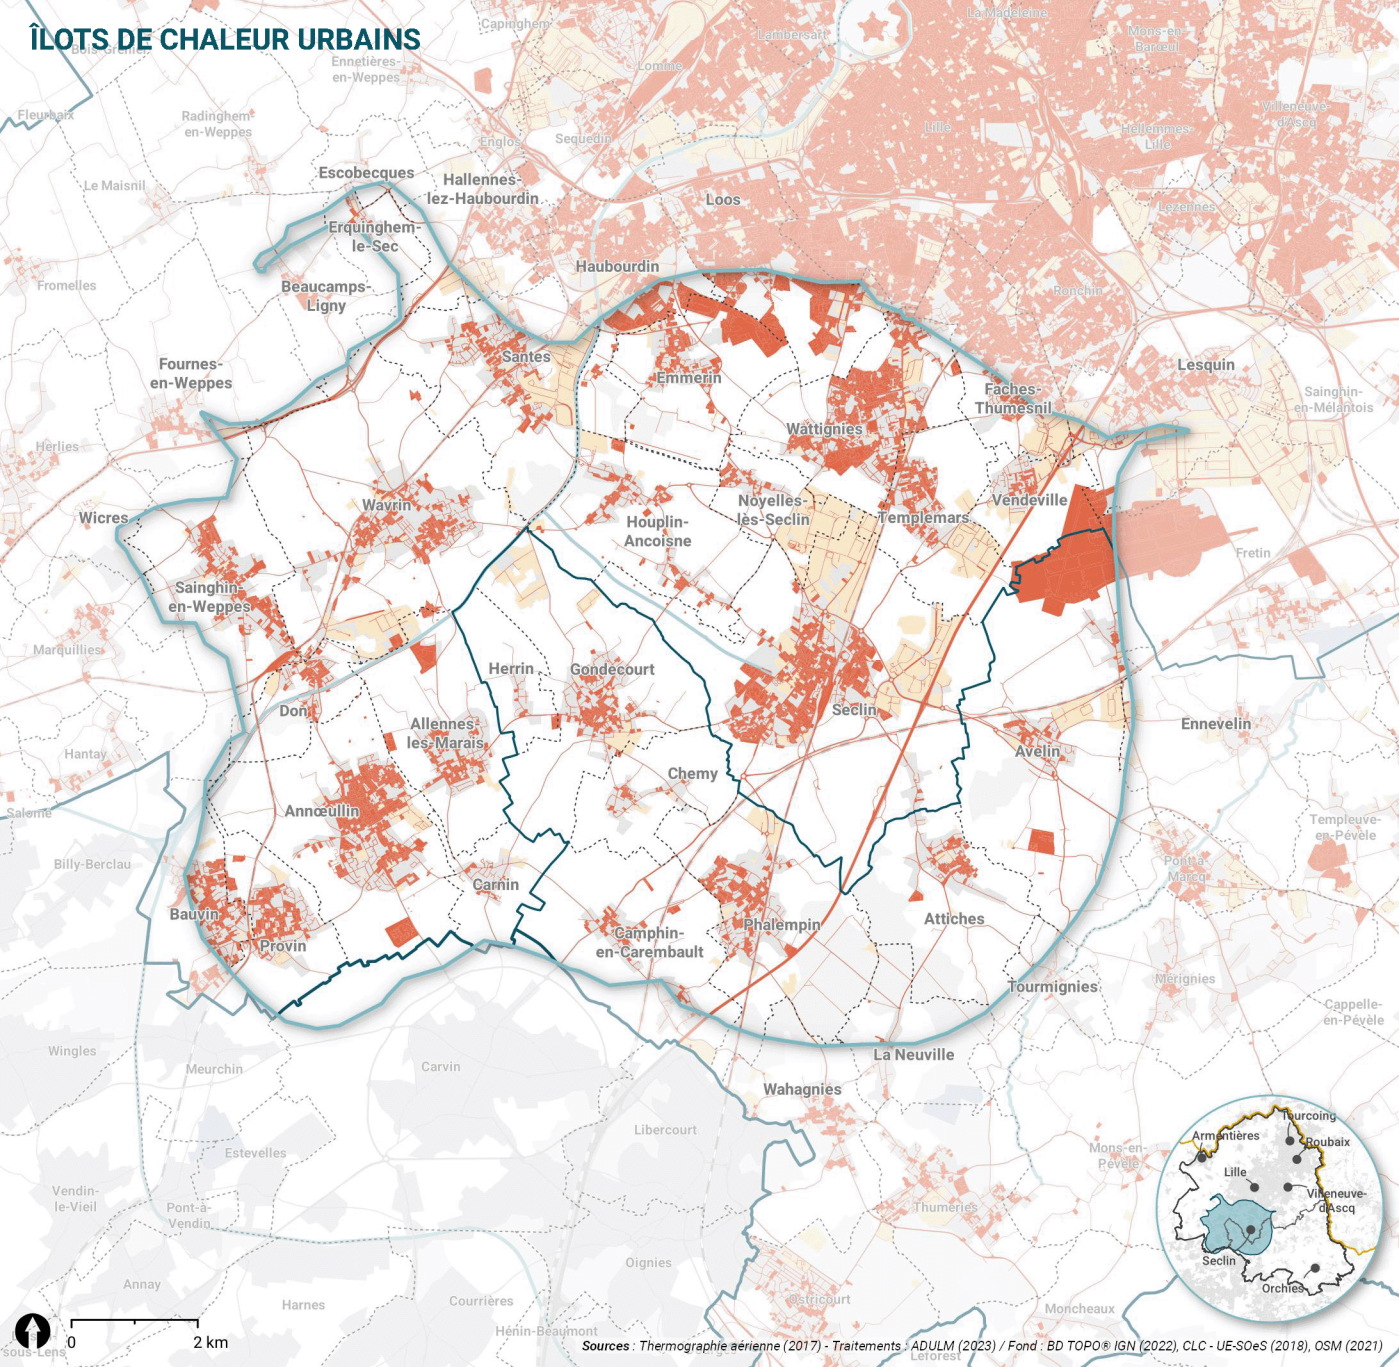 ÎLOTS DE CHALEUR URBAINS
Bois-Grenier
Capinghem
Lambersart
La Madeleine
Mons-en-
Barœul
Ennetières-
en-Weppes
Lomme
Fleurbaix
Radinghem
en-Weppes
Englos
Sequedin
Lille
Hellemmes-
Lille
Villeneuve-
d'Ascq
Le Maisnil
Escobecques
Hallennes-
lez-Haubourdin
Loos
Lezennes
Erquinghem-
le-Sec
Haubourdin
Fromelles
Beaucamps-
Ligny
Ronchin
Fournes-
en-Weppes
Santes
Emmerin
Faches-
Thumesnil
Lesquin
Sainghin-
en-Mélantois
Herlies
Wattignies
Wicres
Wavrin
Houplin-
Ancoisne
Noyelles-
lès-Seclin
Templemars
Vendeville
Fretin
Sainghin-
en-Weppes
Marquillies
Herrin
Gondecourt
Don
Seclin
Ennevelin
Allennes-
les-Marais
Avelin
Hantay
Chemy
Salomé
Annœullin
Templeuve-
en-Pévèle
Billy-Berclau
Pont-à-
Marcq
Carnin
Bauvin
Provin
Camphin-
en-Carembault
Phalempin
Attiches
Tourmignies
Mérignies
Cappelle-
en-Pévèle
Wingles
Meurchin
Carvin
La Neuville
Wahagnies
Libercourt
Estevelles
Mons-en-
Pévèle
Vendin-
le-Vieil
Pont-à-
Vendin
Thumeries
Oignies
Annay
Harnes
Courrières
Ostricourt
Moncheaux
Hénin-Beaumont
Leforest
sous-Lens
Tourcoing
Armentières
Roubaix
Lille
Villeneuve-
d'Ascq
Seclin
Orchies
0 2 km
Sources : Thermographie aérienne (2017) - Traitements : ADULM (2023) / Fond : BD TOPO® IGN (2022), CLC - UE-SOeS (2018), OSM (2021)